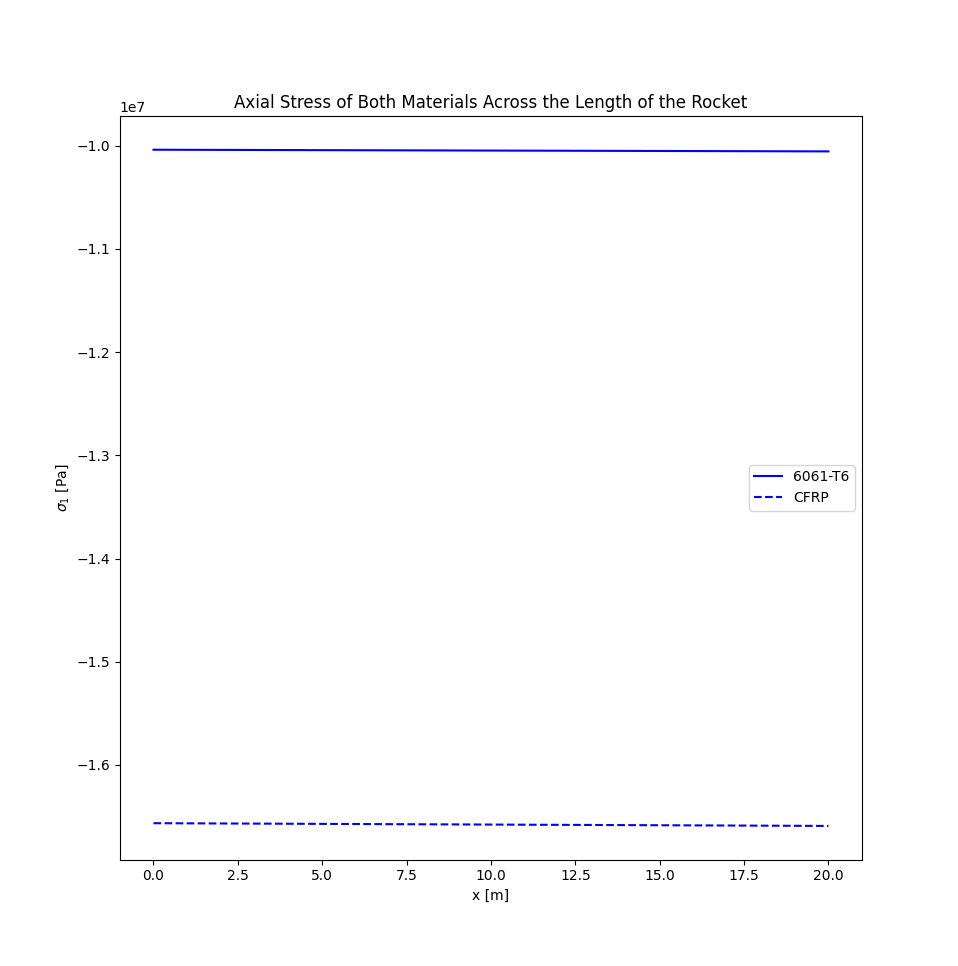 Axial Stress of Both Materials Across the Length of the Rocket
1e7
−1.0
−1.1
−1.2
−1.3
−1.4
−1.5
−1.6
σ1 [Pa]
6061-T6
CFRP
0.0 2.5 5.0 7.5 10.0 12.5 15.0 17.5 20.0
x [m]